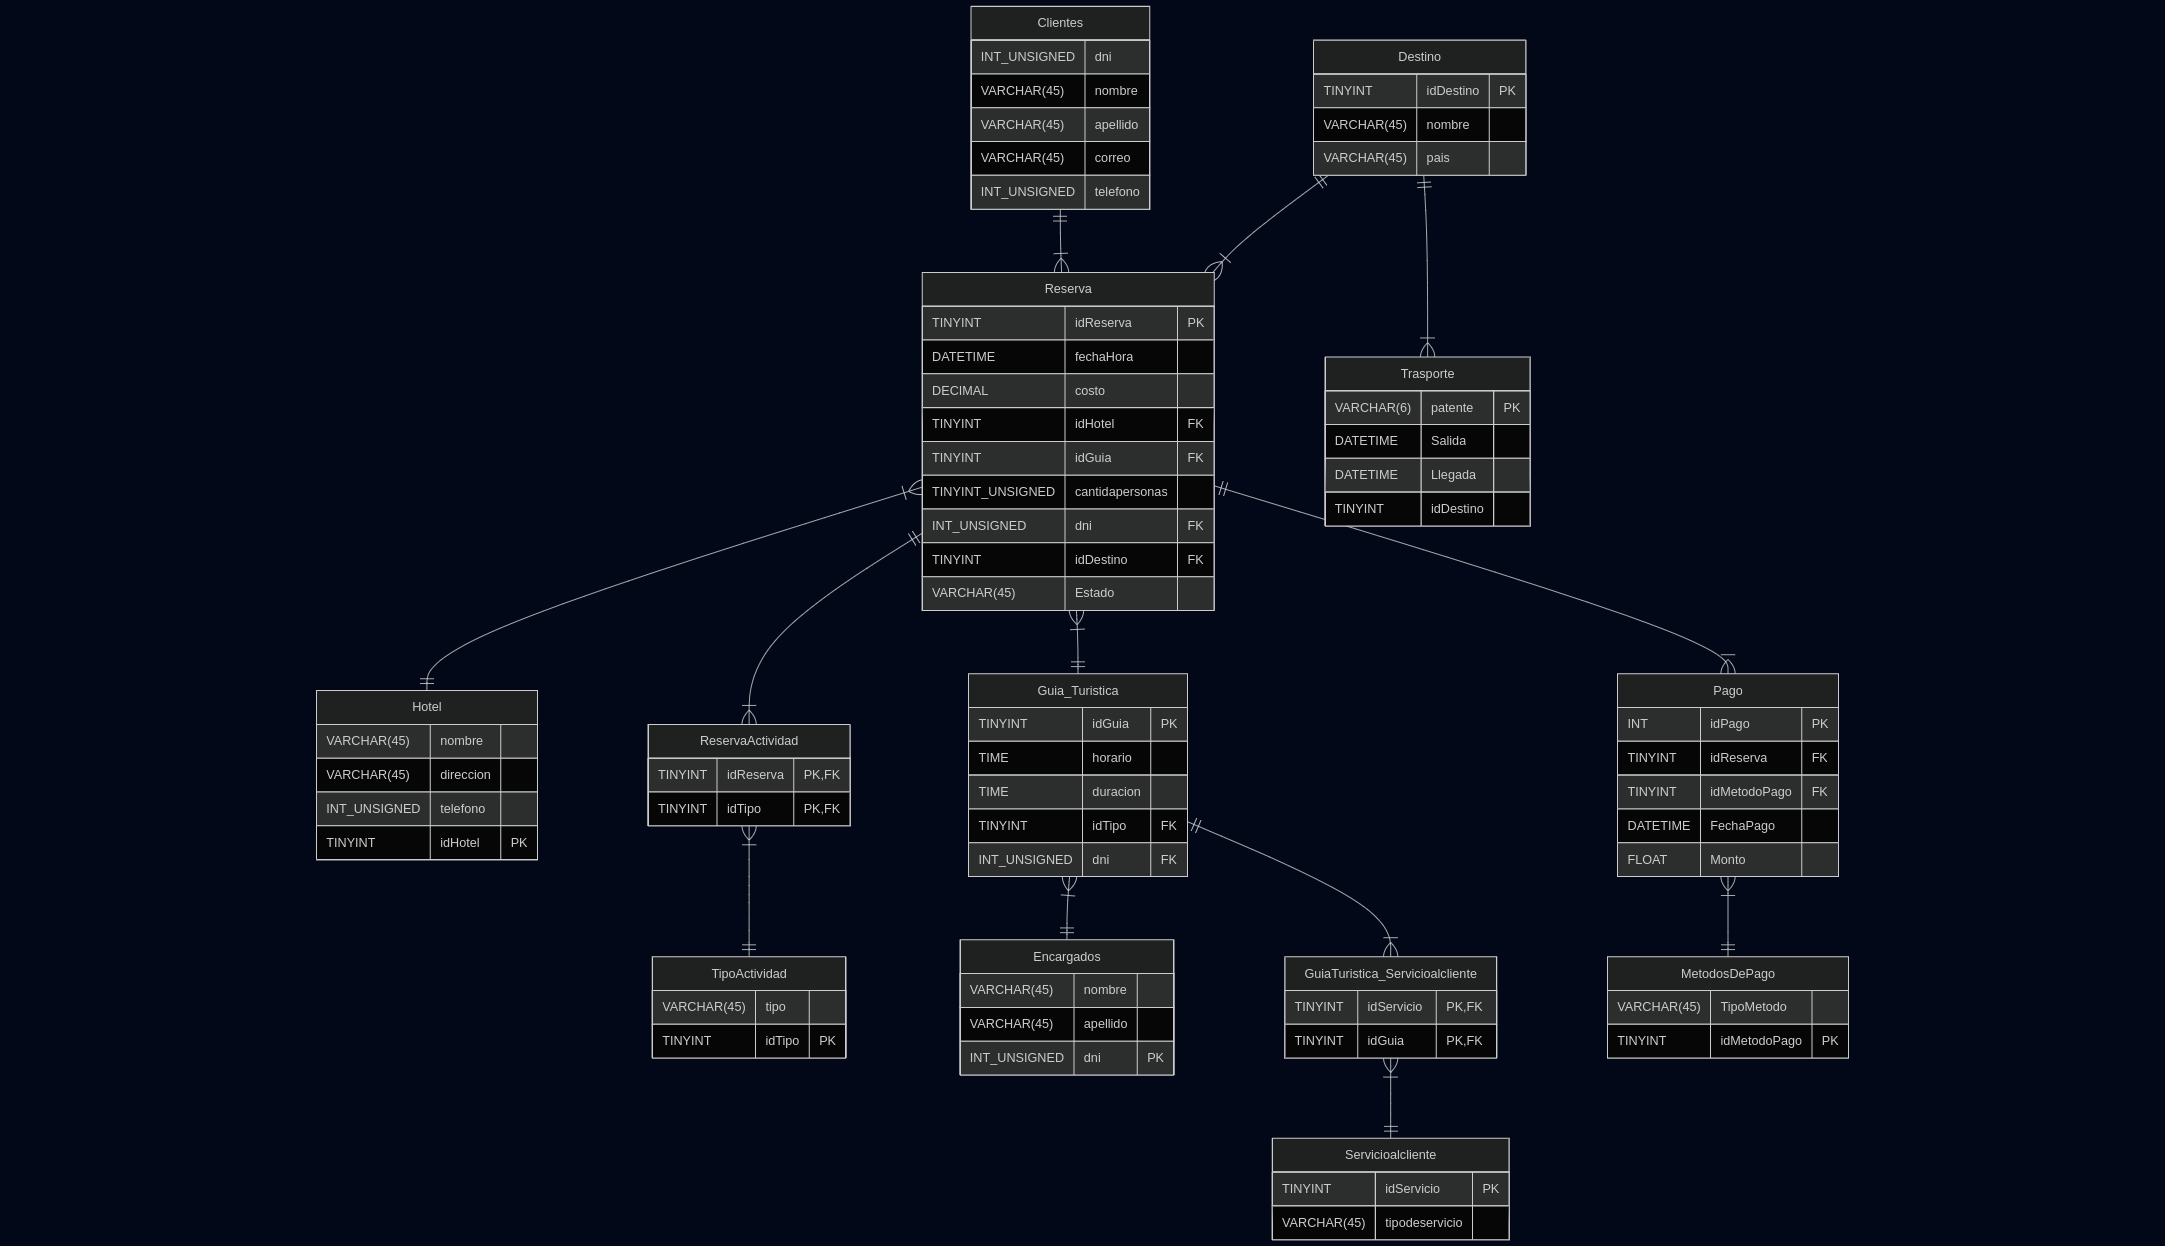 Clientes
INT_UNSIGNED dni
VARCHAR(45) nombre
VARCHAR(45) apellido
VARCHAR(45) correo
INT_UNSIGNED telefono
Destino
TINYINT idDestino PK
VARCHAR(45) nombre
VARCHAR(45) pais
Reserva
TINYINT idReserva PK
DATETIME fechaHora
DECIMAL costo
TINYINT idHotel FK
TINYINT idGuia FK
TINYINT_UNSIGNED cantidapersonas
INT_UNSIGNED dni FK
TINYINT idDestino FK
VARCHAR(45) Estado
Trasporte
VARCHAR(6) patente PK
DATETIME Salida
DATETIME Llegada
TINYINT idDestino
Hotel
VARCHAR(45) nombre
VARCHAR(45) direccion
INT_UNSIGNED telefono
TINYINT idHotel PK
ReservaActividad
TINYINT idReserva PK,FK
TINYINT idTipo PK,FK
Guia_Turistica
TINYINT idGuia PK
TIME horario
TIME duracion
TINYINT idTipo FK
INT_UNSIGNED dni FK
Pago
INT idPago PK
TINYINT idReserva FK
TINYINT idMetodoPago FK
DATETIME FechaPago
FLOAT Monto
TipoActividad
VARCHAR(45) tipo
TINYINT idTipo PK
Encargados
VARCHAR(45) nombre
VARCHAR(45) apellido
INT_UNSIGNED dni PK
GuiaTuristica_Servicioalcliente
TINYINT idServicio PK,FK
TINYINT idGuia PK,FK
MetodosDePago
VARCHAR(45) TipoMetodo
TINYINT idMetodoPago PK
Servicioalcliente
TINYINT idServicio PK
VARCHAR(45) tipodeservicio